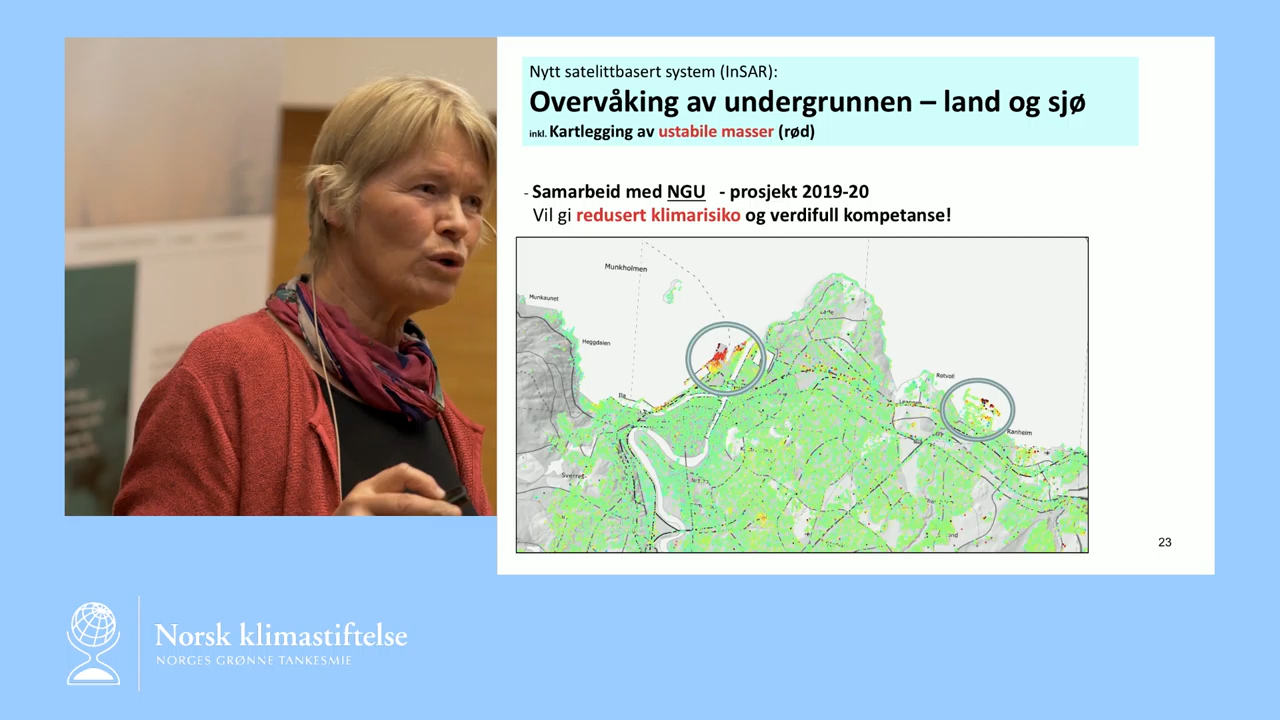 Nytt satelittbasert system (InSAR):
Overvåking av undergrunnen – land og sjø
inkl. Kartlegging av ustabile masser (rød)
- Samarbeid med NGU - prosjekt 2019-20
Vil gi redusert klimarisiko og verdifull kompetanse!
Munkholmen
Munkaunet
Heggdalen
Lade
Rotvoll
Ila
Leangen
Ranheim
Sverre
23
Norsk klimastiftelse
NORGES GRØNNE TANKESMIE